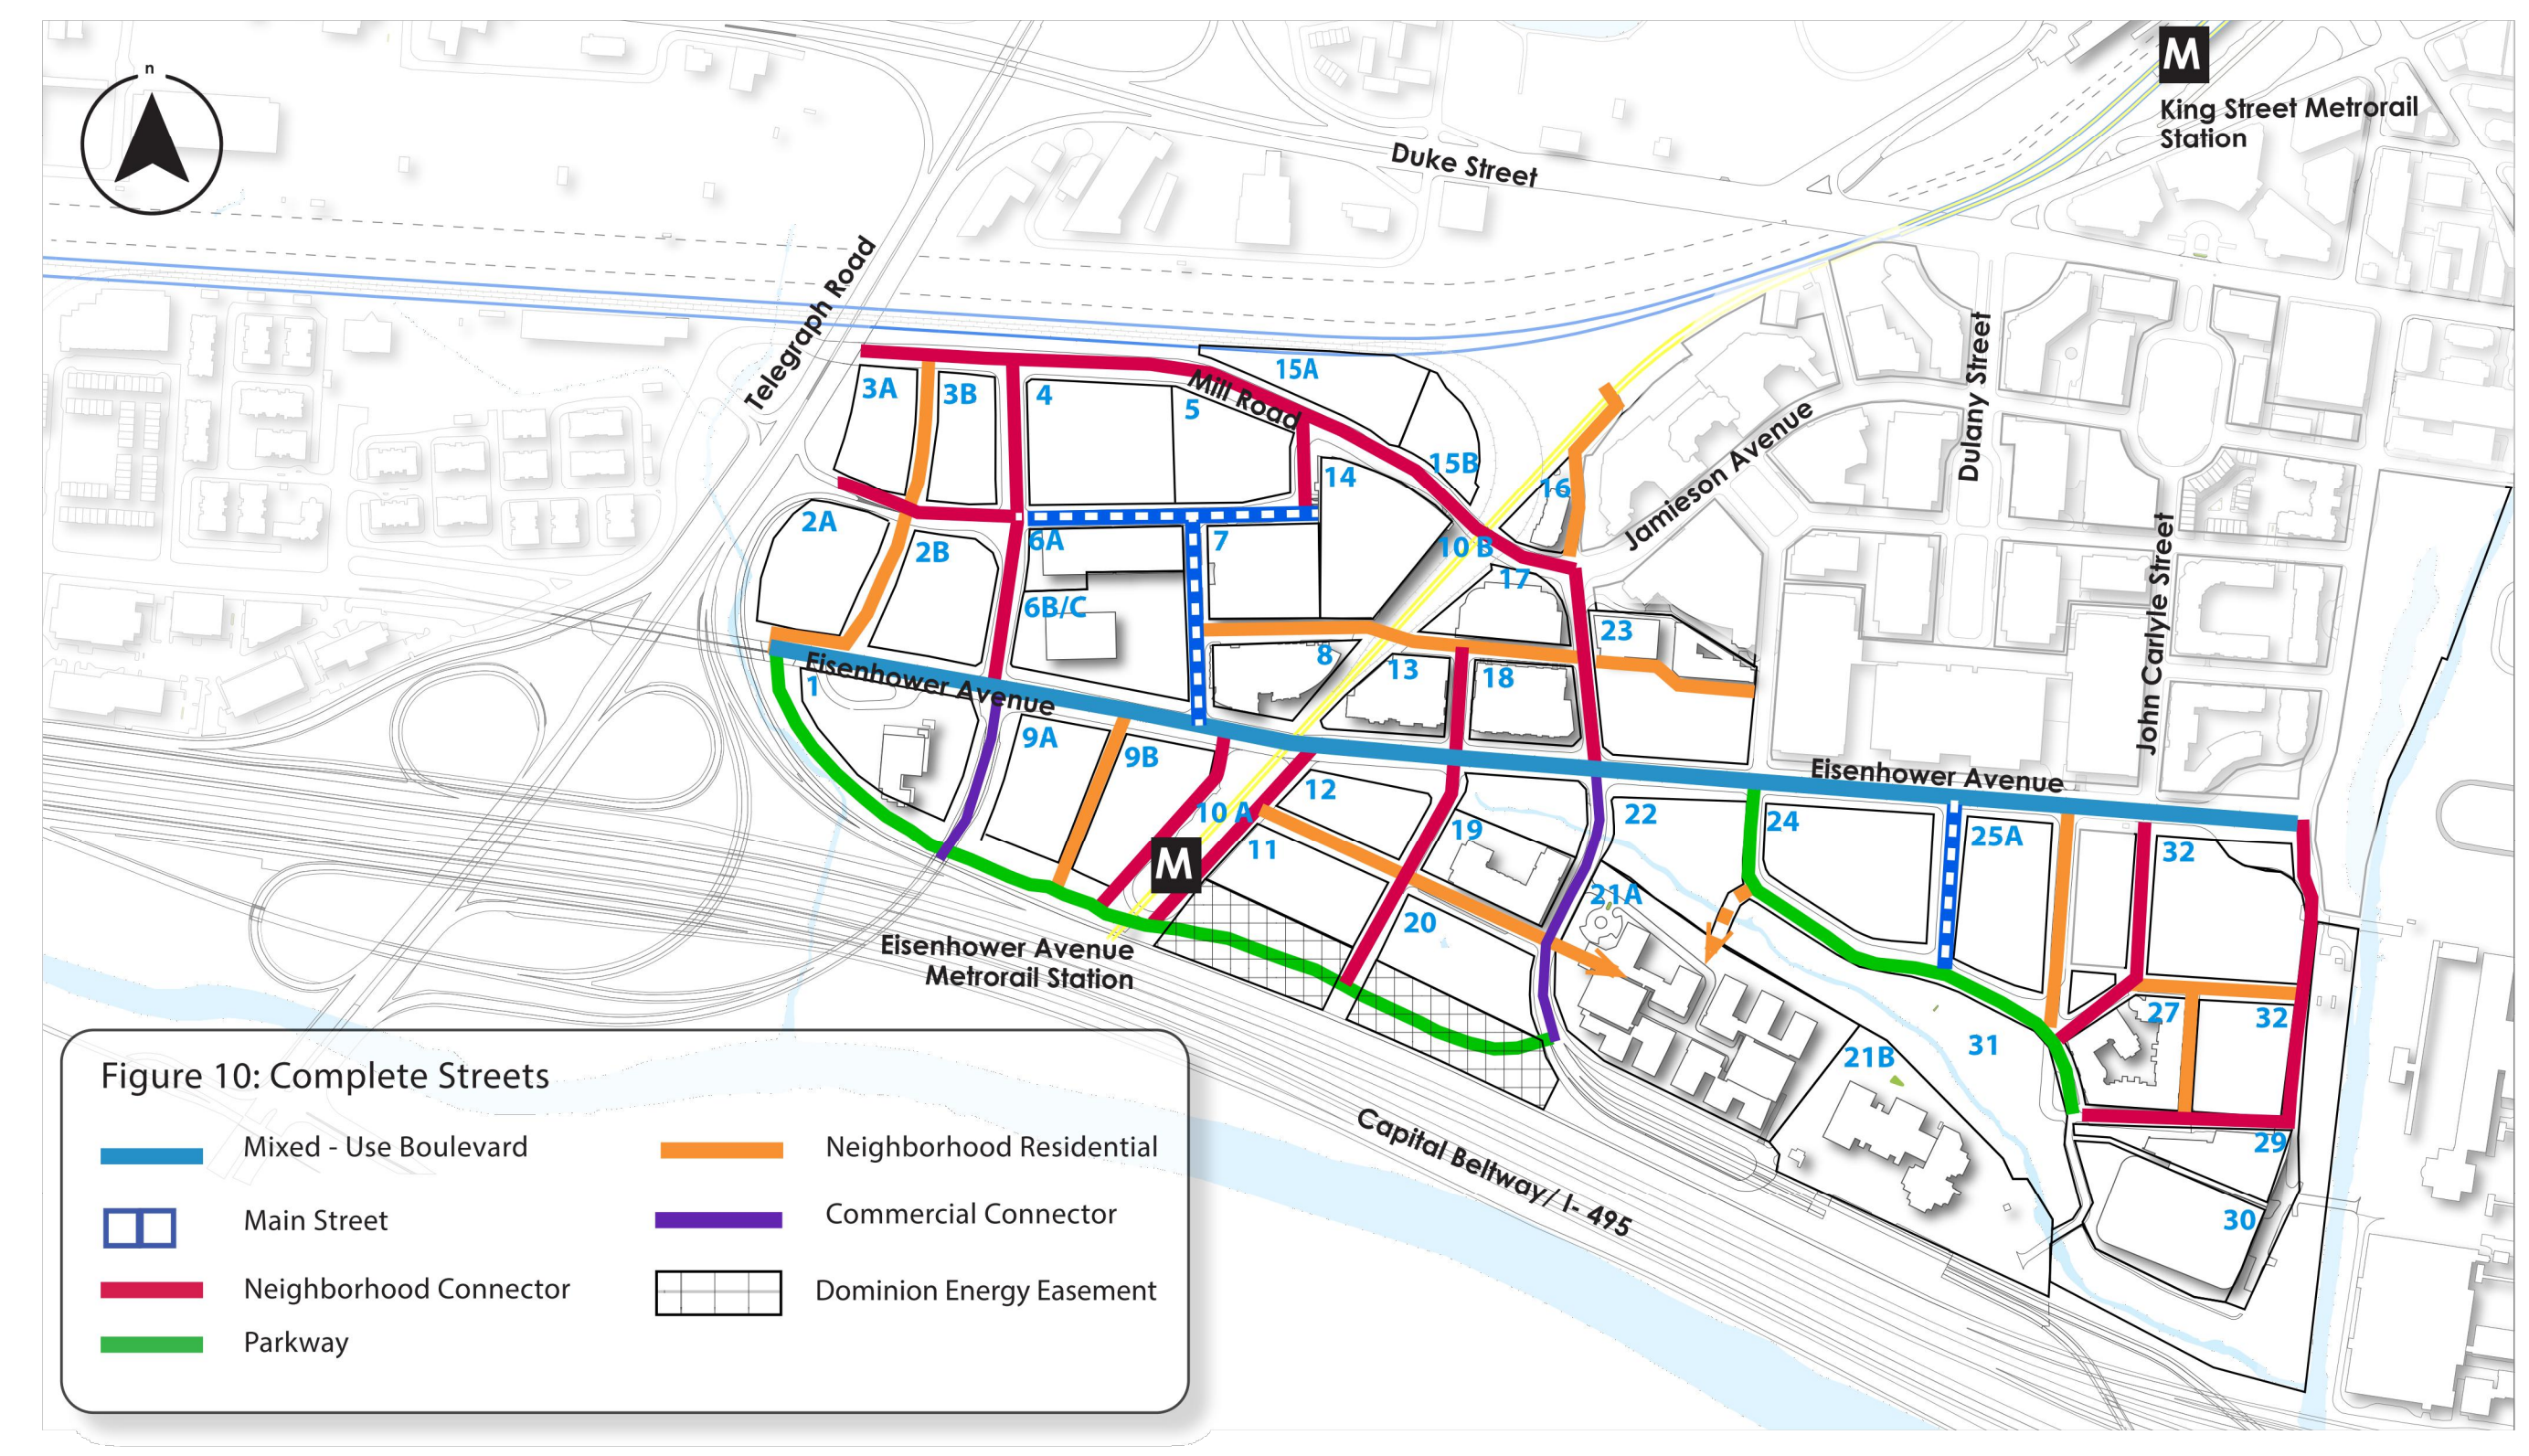 n
M
King Street Metrorail
Station
Duke Street
Telegraph Road
Mill Road
Jamieson Avenue
Dulany Street
John Carlyle Street
15A
3A
3B
4
5
15B
14
16
2A
2B
6A
7
10 B
17
6B/C
23
8
13
18
Eisenhower Avenue
1
9A
9B
Eisenhower Avenue
12
10 A
22
24
25A
19
32
11
M
21A
20
Eisenhower Avenue
Metrorail Station
27
32
31
21B
29
30
Capital Beltway/ I- 495
Figure 10: Complete Streets
Mixed - Use Boulevard
Main Street
Neighborhood Connector
Parkway
Neighborhood Residential
Commercial Connector
Dominion Energy Easement